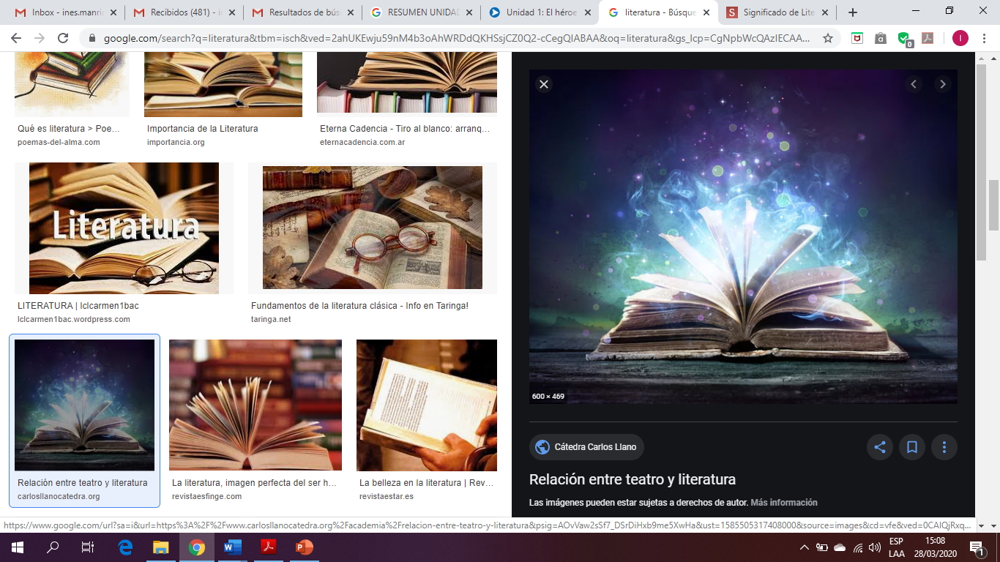 Inbox - ines.manri
Recibidos (481) - i
Resultados de bús
RESUMEN UNIDA
Unidad 1: El héroe
literatura - Búsque
Significado de Lite
google.com/search?q=literatura&tbm=isch&ved=2ahUKEwju59nM4b3oAhWRDdQKHSsjCZ0Q2-cCegQIABAA&oq=literatura&gs_lcp=CgNpbWcQAzIECAA...
0
I
Qué es literatura > Poe...
poemas-del-alma.com
Importancia de la Literatura
importancia.org
Eterna Cadencia - Tiro al blanco: arranq...
eternacadencia.com.ar
Literatura
LITERATURA | lclcarmen1bac
lclcarmen1bac.wordpress.com
Fundamentos de la literatura clásica - Info en Taringa!
taringa.net
Relación entre teatro y literatura
carlosllanocatedra.org
La literatura, imagen perfecta del ser h...
revistaesfinge.com
La belleza en la literatura | Rev...
revistaestar.es
600 × 469
Cátedra Carlos Llano
Relación entre teatro y literatura
Las imágenes pueden estar sujetas a derechos de autor. Más información
https://www.google.com/url?sa=i&url=https%3A%2F%2Fwww.carlosllanocatedra.org%2Facademia%2Frelacion-entre-teatro-y-literatura&psig=AOvVaw2sSf7_DSrDiHxb9me5XwHa&ust=1585505317408000&source=images&cd=vfe&ved=0CAIQjRxq...
ESP
LAA
15:08
28/03/2020
1